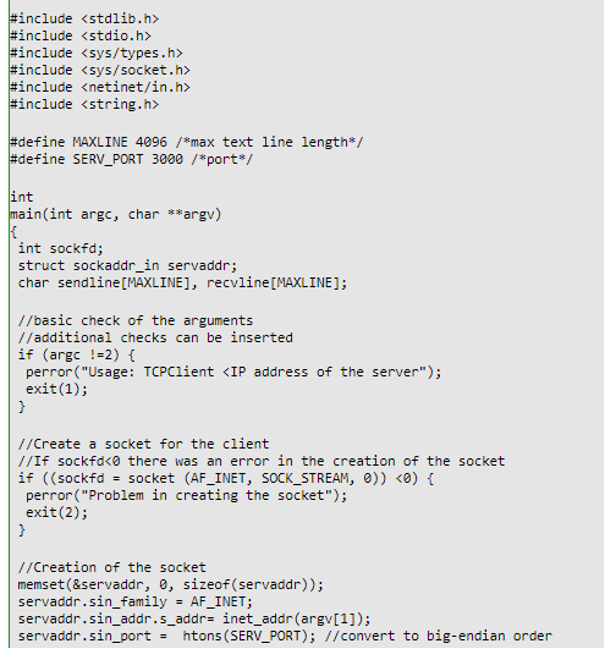 #include <stdlib.h>
#include <stdio.h>
#include <sys/types.h>
#include <sys/socket.h>
#include <netinet/in.h>
#include <string.h>

#define MAXLINE 4096 /*max text line length*/
#define SERV_PORT 3000 /*port*/

int
main(int argc, char **argv)
{
 int sockfd;
 struct sockaddr_in servaddr;
 char sendline[MAXLINE], recvline[MAXLINE];

 //basic check of the arguments
 //additional checks can be inserted
 if (argc !=2) {
  perror("Usage: TCPClient <IP address of the server");
  exit(1);
 }

 //Create a socket for the client
 //If sockfd<0 there was an error in the creation of the socket
 if ((sockfd = socket (AF_INET, SOCK_STREAM, 0)) <0) {
  perror("Problem in creating the socket");
  exit(2);
 }

 //Creation of the socket
 memset(&servaddr, 0, sizeof(servaddr));
 servaddr.sin_family = AF_INET;
 servaddr.sin_addr.s_addr= inet_addr(argv[1]);
 servaddr.sin_port =  htons(SERV_PORT); //convert to big-endian order